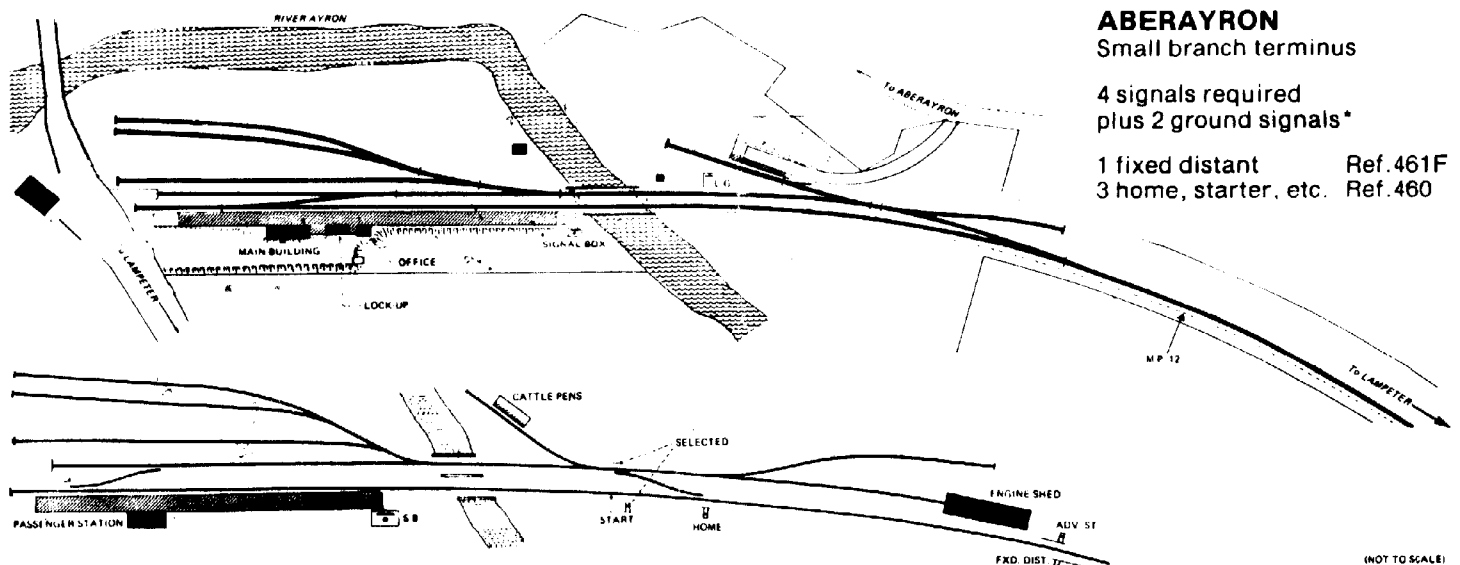 ABERAYRON
Small branch terminus
4 signals required
plus 2 ground signals*
1 fixed distant Ref.461F
3 home, starter, etc. Ref.460
RIVER AYRON
To ABERAYRON
MAIN BUILDING
OFFICE
SIGNAL BOX
LOCK-UP
To LAMPETER
M.P. 12
To LAMPETER
CATTLE PENS
SELECTED
ENGINE SHED
PASSENGER STATION
S B
START
HOME
ADV. ST
FXD. DIST.
(NOT TO SCALE)